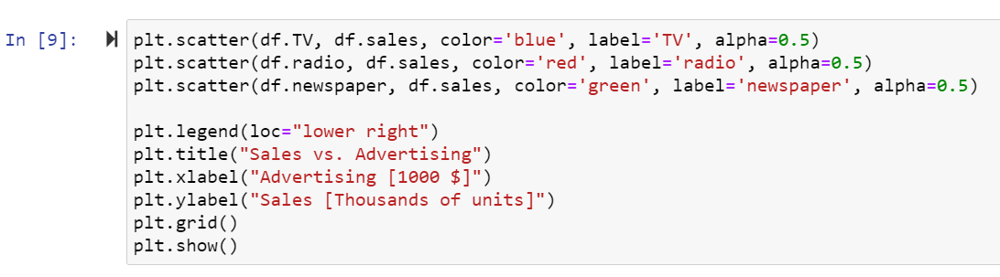 In [9]:
plt.scatter(df.TV, df.sales, color='blue', label='TV', alpha=0.5)
plt.scatter(df.radio, df.sales, color='red', label='radio', alpha=0.5)
plt.scatter(df.newspaper, df.sales, color='green', label='newspaper', alpha=0.5)
plt.legend(loc="lower right")
plt.title("Sales vs. Advertising")
plt.xlabel("Advertising [1000 $]")
plt.ylabel("Sales [Thousands of units]")
plt.grid()
plt.show()